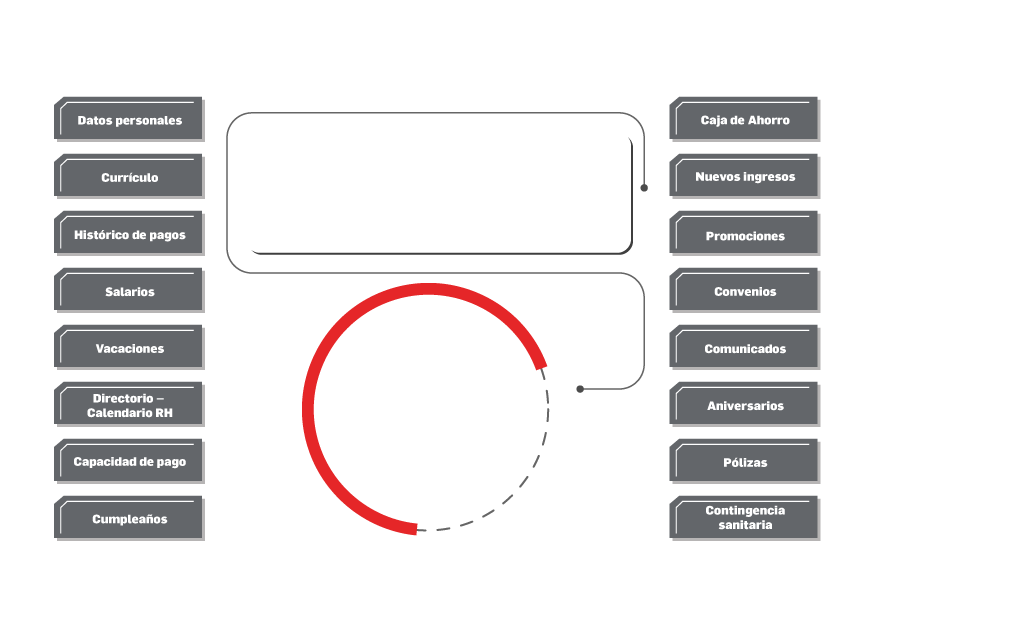 Datos personales
Currículo
Histórico de pagos
Salarios
Vacaciones
Directorio –
Calendario RH
Capacidad de pago
Cumpleaños
Caja de Ahorro
Nuevos ingresos
Promociones
Convenios
Comunicados
Aniversarios
Pólizas
Contingencia
sanitaria